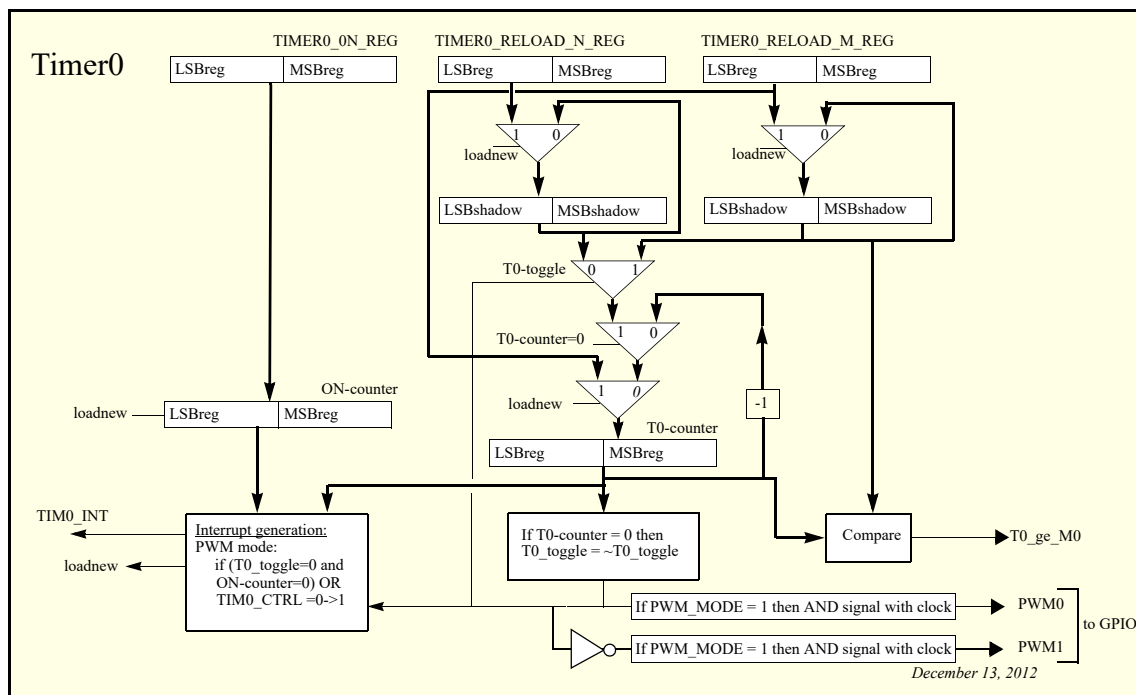 Timer0
TIMER0_0N_REG
TIMER0_RELOAD_N_REG
TIMER0_RELOAD_M_REG
LSBreg MSBreg
LSBreg MSBreg
LSBreg MSBreg
1 0
loadnew
1 0
loadnew
LSBshadow MSBshadow
LSBshadow MSBshadow
T0-toggle
0 1
T0-counter=0
1 0
loadnew
1 0
-1
ON-counter
loadnew
LSBreg MSBreg
T0-counter
LSBreg MSBreg
TIM0_INT
loadnew
Interrupt generation:
PWM mode:
if (T0_toggle=0 and
ON-counter=0) OR
TIM0_CTRL =0->1
If T0-counter = 0 then
T0_toggle = ~T0_toggle
Compare
T0_ge_M0
If PWM_MODE = 1 then AND signal with clock
PWM0
to GPIO
If PWM_MODE = 1 then AND signal with clock
PWM1
December 13, 2012